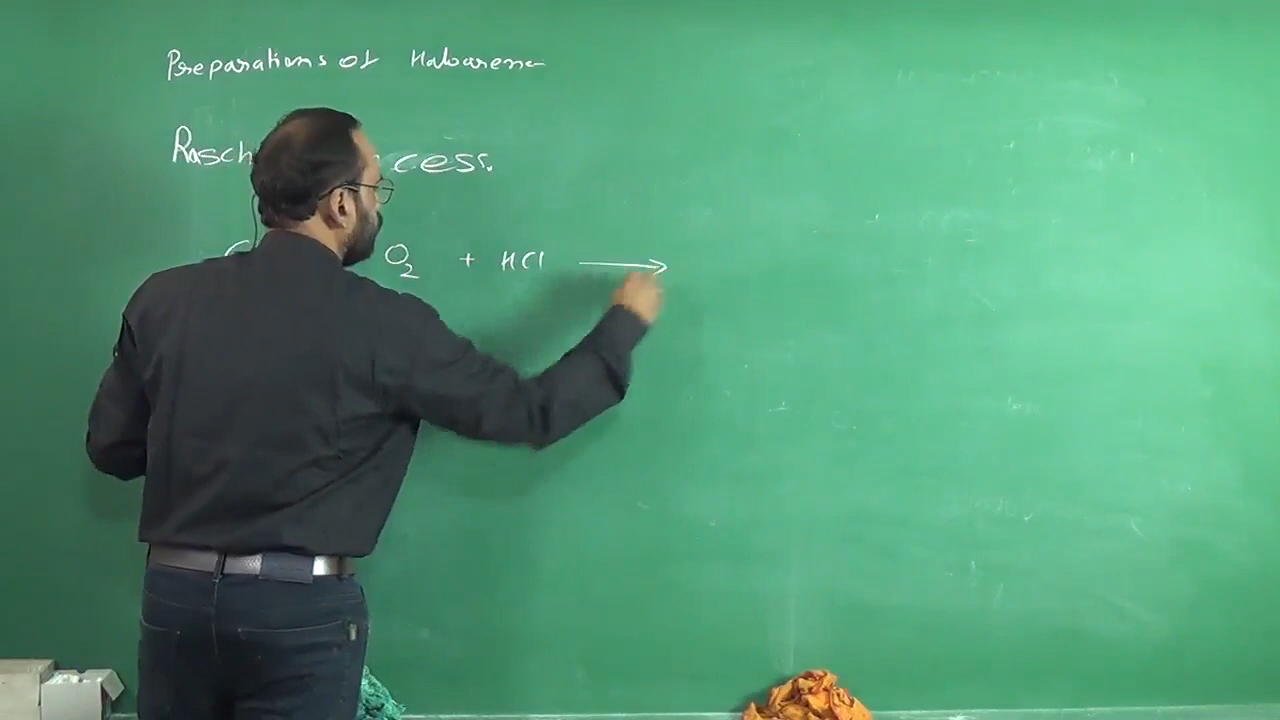 Preparations of Haloarene
Rasch cess.
C O₂ + HCl ⟶